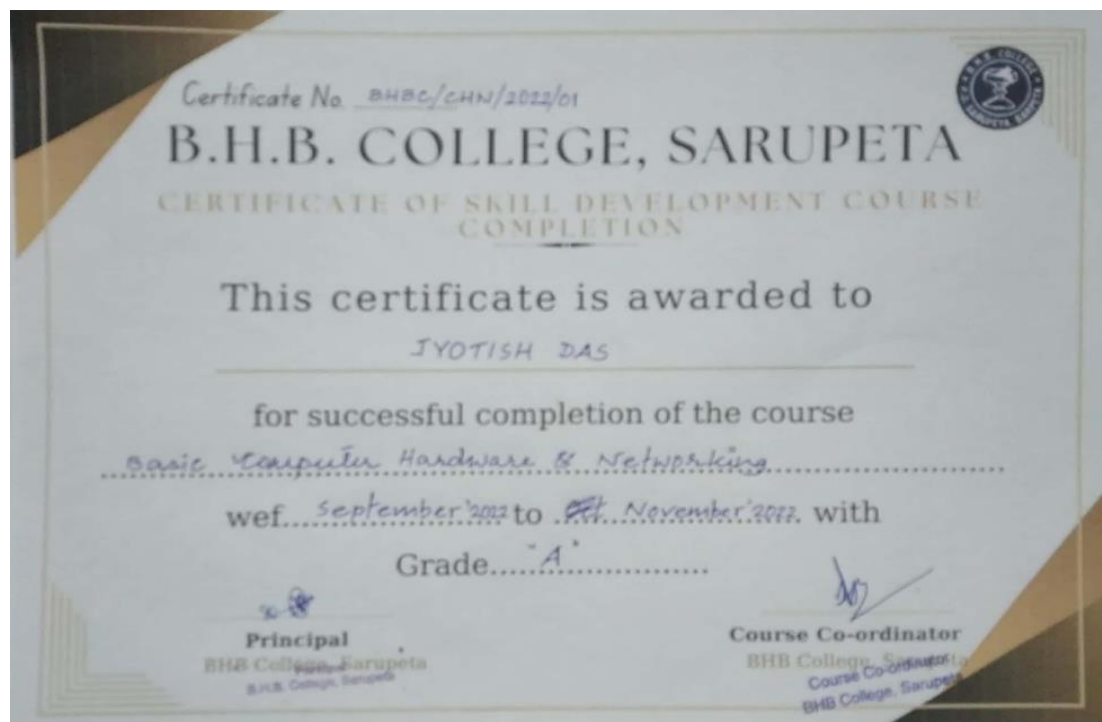 Certificate No. BHBC/CHN/2022/01
B.H.B. COLLEGE, SARUPETA
CERTIFICATE OF SKILL DEVELOPMENT COURSE
COMPLETION
This certificate is awarded to
JYOTISH DAS
for successful completion of the course
Basic Computer Hardware & Networking
wef.... September'2022 to .... November'2022. with
Grade..... "A" ..........
Principal
BHB College, Sarupeta
B.H.B. College, Sarupeta
Course Co-ordinator
BHB College, Sarupeta
Course Co-ordinator
BHB College, Sarupeta